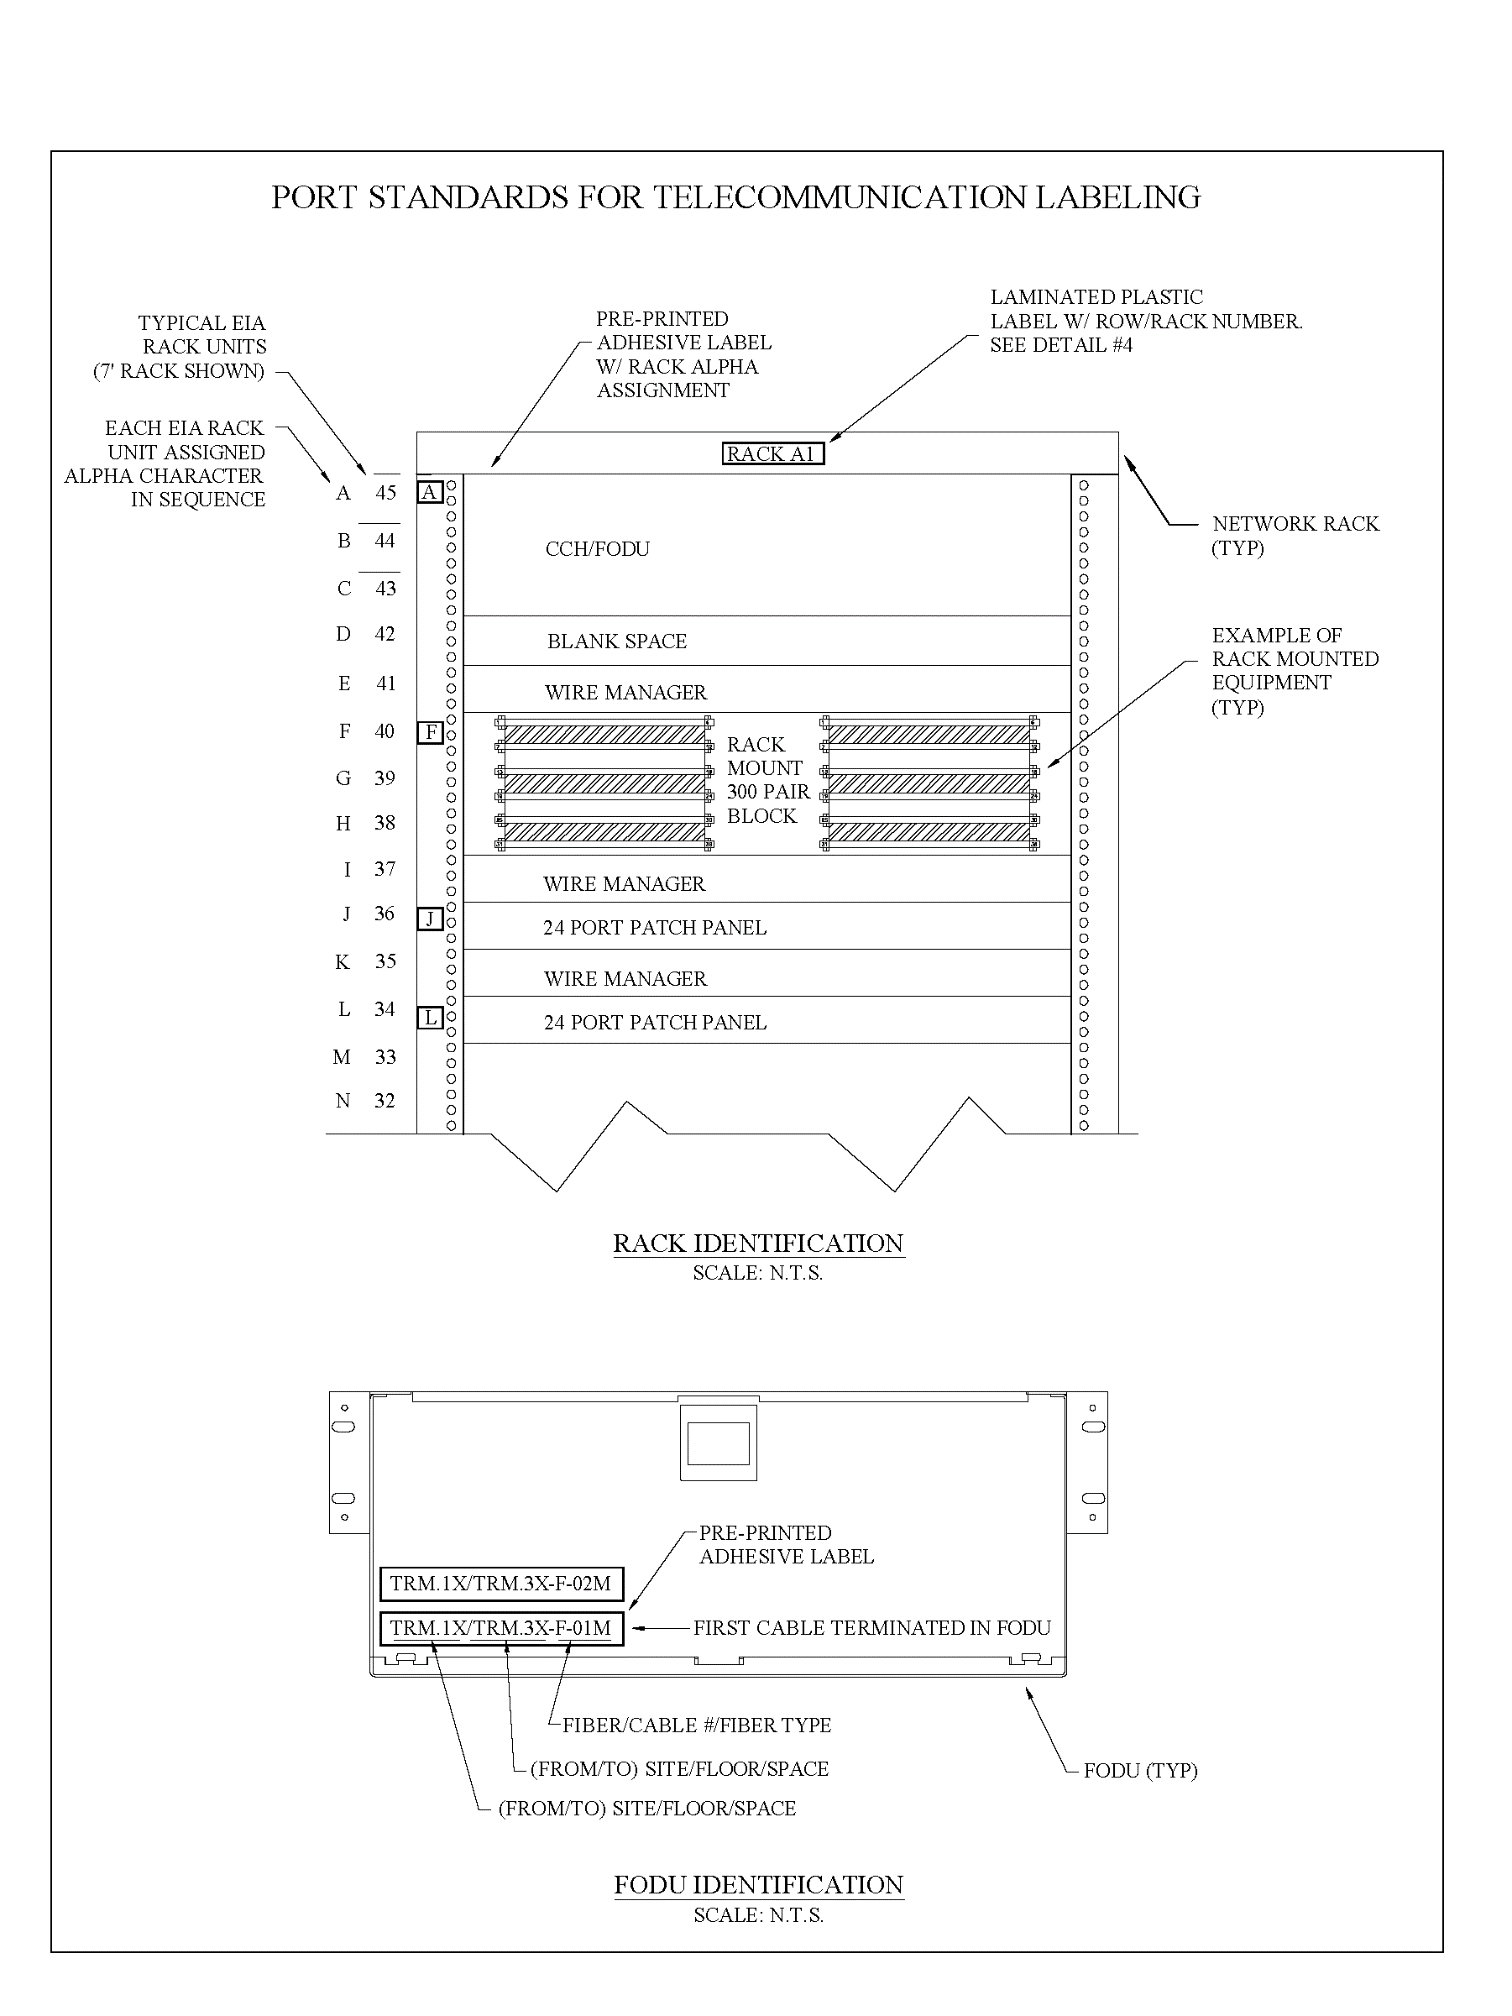 PORT STANDARDS FOR TELECOMMUNICATION LABELING
TYPICAL EIA
RACK UNITS
(7' RACK SHOWN)
EACH EIA RACK
UNIT ASSIGNED
ALPHA CHARACTER
IN SEQUENCE
PRE-PRINTED
ADHESIVE LABEL
W/ RACK ALPHA
ASSIGNMENT
LAMINATED PLASTIC
LABEL W/ ROW/RACK NUMBER.
SEE DETAIL #4
RACK A1
NETWORK RACK
(TYP)
EXAMPLE OF
RACK MOUNTED
EQUIPMENT
(TYP)
A 45 A
B 44 CCH/FODU
C 43
D 42 BLANK SPACE
E 41 WIRE MANAGER
F 40 F
G 39
H 38
RACK
MOUNT
300 PAIR
BLOCK
I 37 WIRE MANAGER
J 36 J 24 PORT PATCH PANEL
K 35 WIRE MANAGER
L 34 L 24 PORT PATCH PANEL
M 33
N 32
RACK IDENTIFICATION
SCALE: N.T.S.
PRE-PRINTED
ADHESIVE LABEL
TRM.1X/TRM.3X-F-02M
TRM.1X/TRM.3X-F-01M
FIRST CABLE TERMINATED IN FODU
FIBER/CABLE #/FIBER TYPE
(FROM/TO) SITE/FLOOR/SPACE
(FROM/TO) SITE/FLOOR/SPACE
FODU (TYP)
FODU IDENTIFICATION
SCALE: N.T.S.